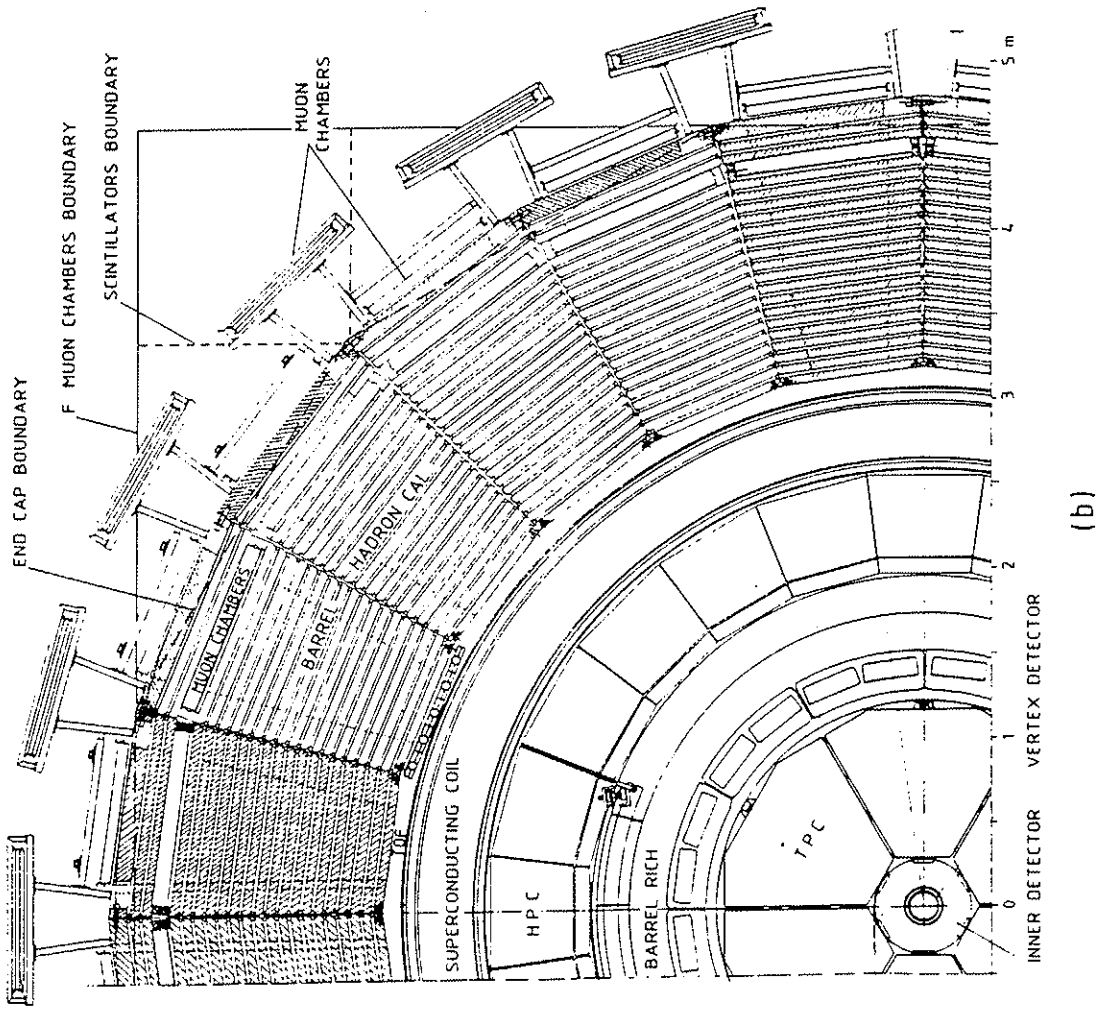 END CAP BOUNDARY
F MUON CHAMBERS BOUNDARY
SCINTILLATORS BOUNDARY
MUON
CHAMBERS
MUON CHAMBERS
BARREL HADRON CAL
TOF
SUPERCONDUCTING COIL
HPC
BARREL RICH
TPC
0
1
2
3
4
5 m
INNER DETECTOR
VERTEX DETECTOR
(b)